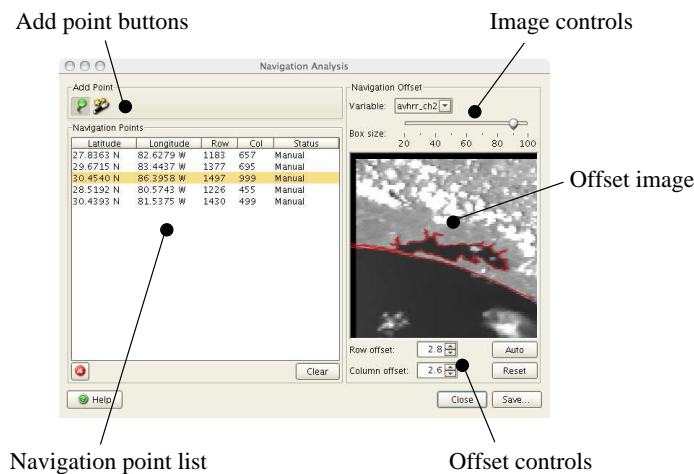 Add point buttons
Image controls
Navigation Analysis
Add Point
Navigation Offset
Variable: avhrr_ch2
Box size:
20 40 60 80 100
Navigation Points
Latitude Longitude Row Col Status
27.8363 N 82.6279 W 1183 657 Manual
29.6715 N 83.4437 W 1377 695 Manual
30.4540 N 86.3958 W 1497 999 Manual
28.5192 N 80.5743 W 1226 455 Manual
30.4393 N 81.5375 W 1430 499 Manual
Offset image
Row offset: 2.8 Auto
Column offset: 2.6 Reset
Clear
Help
Close Save...
Navigation point list
Offset controls